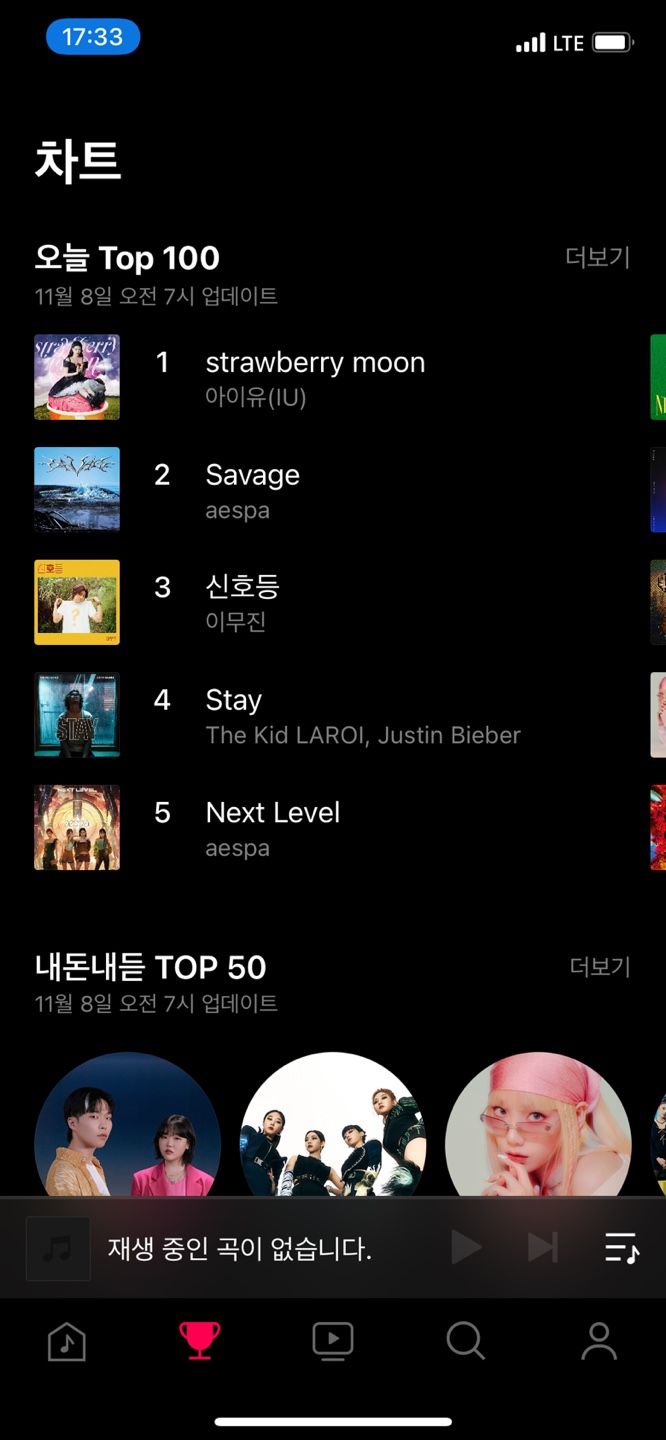 17:33
LTE
차트
오늘 Top 100
더보기
11월 8일 오전 7시 업데이트
1
strawberry moon
아이유(IU)
2
Savage
aespa
3
신호등
이무진
4
Stay
The Kid LAROI, Justin Bieber
STAY
5
Next Level
aespa
NEXT LEVEL
내돈내듣 TOP 50
더보기
11월 8일 오전 7시 업데이트
재생 중인 곡이 없습니다.